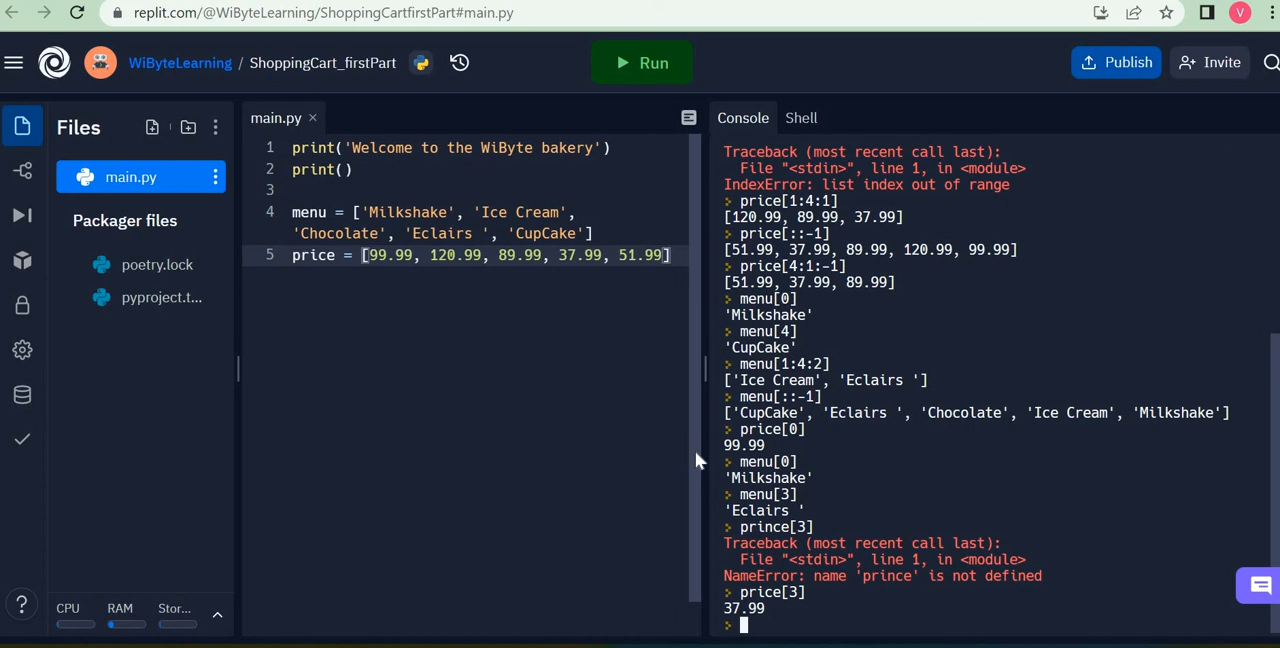 replit.com/@WiByteLearning/ShoppingCartfirstPart#main.py
V
WiByteLearning / ShoppingCart_firstPart
Run
Publish
Invite
Files
main.py
Packager files
poetry.lock
pyproject.t...
CPU RAM Stor...
?
main.py ×
1 print('Welcome to the WiByte bakery')
2 print()
3
4 menu = ['Milkshake', 'Ice Cream',
'Chocolate', 'Eclairs ', 'CupCake']
5 price = [99.99, 120.99, 89.99, 37.99, 51.99]
Console Shell
Traceback (most recent call last):
File "<stdin>", line 1, in <module>
IndexError: list index out of range
price[1:4:1]
[120.99, 89.99, 37.99]
price[::-1]
[51.99, 37.99, 89.99, 120.99, 99.99]
price[4:1:-1]
[51.99, 37.99, 89.99]
menu[0]
'Milkshake'
menu[4]
'CupCake'
menu[1:4:2]
['Ice Cream', 'Eclairs ']
menu[::-1]
['CupCake', 'Eclairs ', 'Chocolate', 'Ice Cream', 'Milkshake']
price[0]
99.99
menu[0]
'Milkshake'
menu[3]
'Eclairs '
prince[3]
Traceback (most recent call last):
File "<stdin>", line 1, in <module>
NameError: name 'prince' is not defined
price[3]
37.99